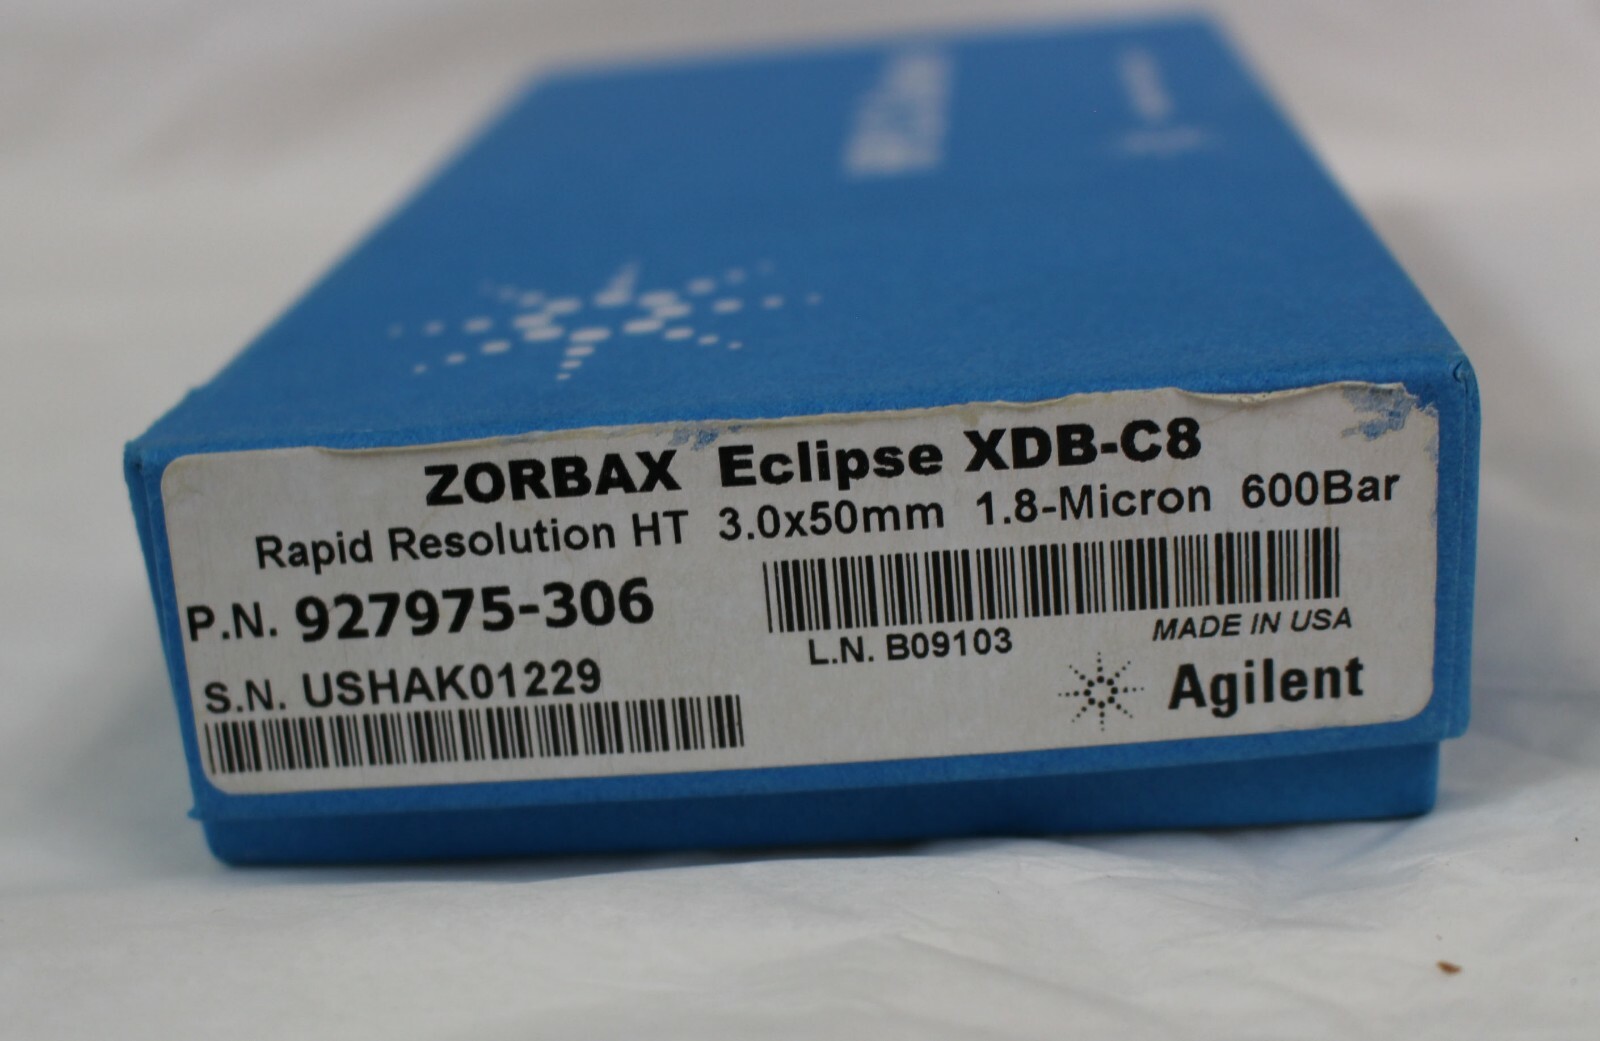 ZORBAX Eclipse XDB-C8
Rapid Resolution HT 3.0x50mm 1.8-Micron 600Bar
P.N. 927975-306
L.N. B09103
MADE IN USA
S.N. USHAK01229
Agilent